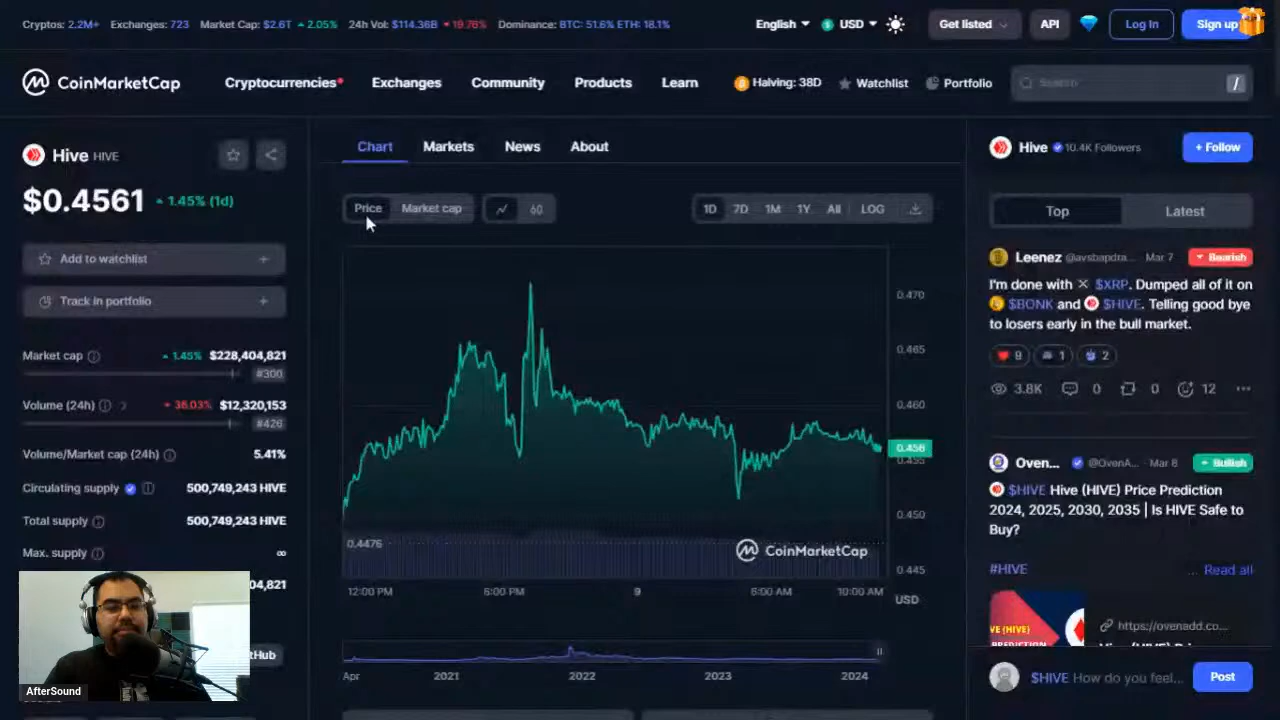 Cryptos: 2.2M+ Exchanges: 723 Market Cap: $2.6T 2.05% 24h Vol: $114.36B 19.76% Dominance: BTC: 51.6% ETH: 18.1%
English USD Get listed API Log In Sign up
CoinMarketCap Cryptocurrencies Exchanges Community Products Learn Halving: 38D Watchlist Portfolio Search /
Hive HIVE
$0.4561 1.45% (1d)
Add to watchlist +
Track in portfolio +
Market cap 1.45% $228,404,821
#300
Volume (24h) 36.03% $12,320,153
#426
Volume/Market cap (24h) 5.41%
Circulating supply 500,749,243 HIVE
Total supply 500,749,243 HIVE
Max. supply ∞
404,821
tHub
AfterSound
Chart Markets News About
Price Market cap
1D 7D 1M 1Y All LOG
0.470
0.465
0.460
0.456
0.455
0.450
0.445
0.4476
CoinMarketCap
12:00 PM 6:00 PM 9 6:00 AM 10:00 AM USD
Apr 2021 2022 2023 2024
Hive 10.4K Followers + Follow
Top Latest
Leenez @avsbapdra... Mar 7 Bearish
I'm done with $XRP. Dumped all of it on
$BONK and $HIVE. Telling good bye
to losers early in the bull market.
9 1 2
3.8K 0 0 12 ...
Oven... @OvenA... Mar 8 Bullish
$HIVE Hive (HIVE) Price Prediction
2024, 2025, 2030, 2035 | Is HIVE Safe to
Buy?
#HIVE ... Read all
https://ovenadd.co...
$HIVE How do you feel... Post